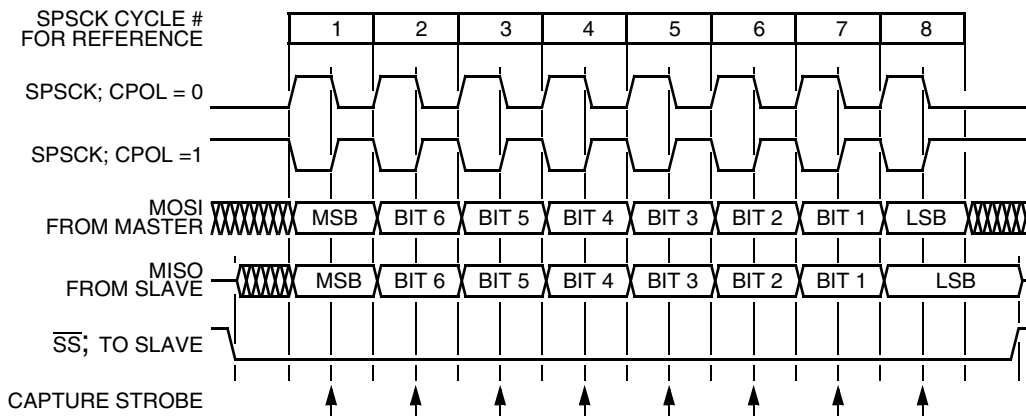 SPSCK CYCLE #
FOR REFERENCE
1 2 3 4 5 6 7 8
SPSCK; CPOL = 0
SPSCK; CPOL =1
MOSI
FROM MASTER
MSB BIT 6 BIT 5 BIT 4 BIT 3 BIT 2 BIT 1 LSB
MISO
FROM SLAVE
MSB BIT 6 BIT 5 BIT 4 BIT 3 BIT 2 BIT 1 LSB
SS; TO SLAVE
CAPTURE STROBE